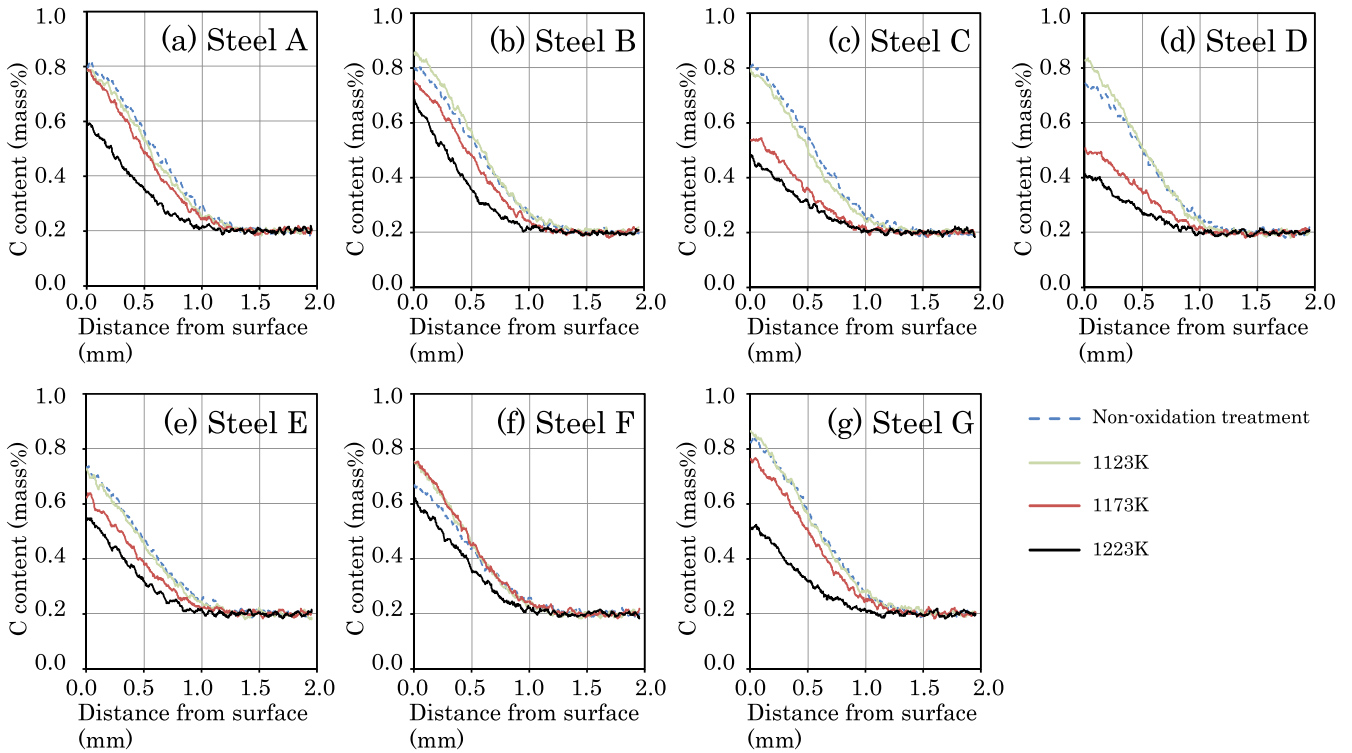 (a) Steel A
C content (mass%)
1.0
0.8
0.6
0.4
0.2
0.0
0.0 0.5 1.0 1.5 2.0
Distance from surface
(mm)
(b) Steel B
C content (mass%)
1.0
0.8
0.6
0.4
0.2
0.0
0.0 0.5 1.0 1.5 2.0
Distance from surface
(mm)
(c) Steel C
C content (mass%)
1.0
0.8
0.6
0.4
0.2
0.0
0.0 0.5 1.0 1.5 2.0
Distance from surface
(mm)
(d) Steel D
C content (mass%)
1.0
0.8
0.6
0.4
0.2
0.0
0.0 0.5 1.0 1.5 2.0
Distance from surface
(mm)
(e) Steel E
C content (mass%)
1.0
0.8
0.6
0.4
0.2
0.0
0.0 0.5 1.0 1.5 2.0
Distance from surface
(mm)
(f) Steel F
C content (mass%)
1.0
0.8
0.6
0.4
0.2
0.0
0.0 0.5 1.0 1.5 2.0
Distance from surface
(mm)
(g) Steel G
C content (mass%)
1.0
0.8
0.6
0.4
0.2
0.0
0.0 0.5 1.0 1.5 2.0
Distance from surface
(mm)
Non-oxidation treatment
1123K
1173K
1223K